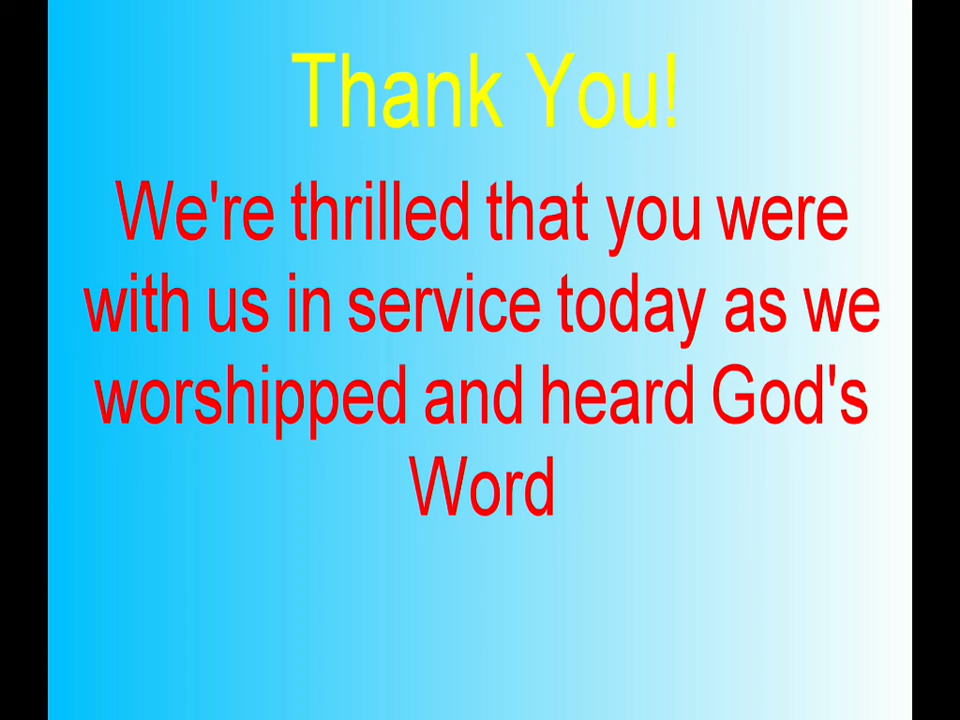 Thank You!
We're thrilled that you were
with us in service today as we
worshipped and heard God's
Word